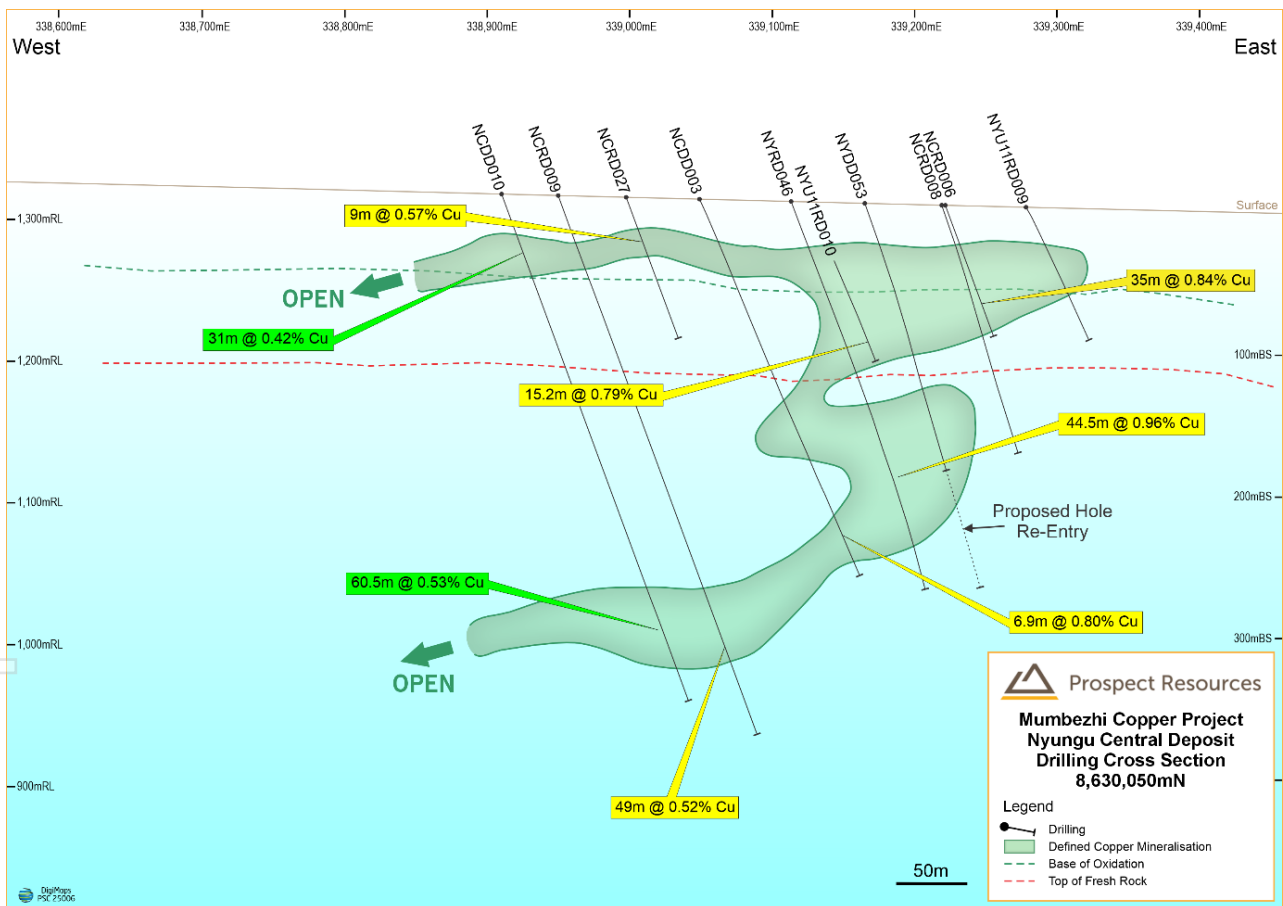 338,600mE
338,700mE
338,800mE
338,900mE
339,000mE
339,100mE
339,200mE
339,300mE
339,400mE
West
East
NCDD010
NCRD009
NCRD027
NCDD003
NYRD046
NYU11RD010
NYDD053
NCRD008
NCRD006
NYU11RD009
Surface
1,300mRL
9m @ 0.57% Cu
35m @ 0.84% Cu
OPEN
31m @ 0.42% Cu
1,200mRL
100mBS
15.2m @ 0.79% Cu
44.5m @ 0.96% Cu
1,100mRL
200mBS
Proposed Hole
Re-Entry
60.5m @ 0.53% Cu
6.9m @ 0.80% Cu
1,000mRL
300mBS
OPEN
49m @ 0.52% Cu
900mRL
50m
Prospect Resources
Mumbezhi Copper Project
Nyungu Central Deposit
Drilling Cross Section
8,630,050mN
Legend
Drilling
Defined Copper Mineralisation
Base of Oxidation
Top of Fresh Rock
DigiMaps
PSC 25006